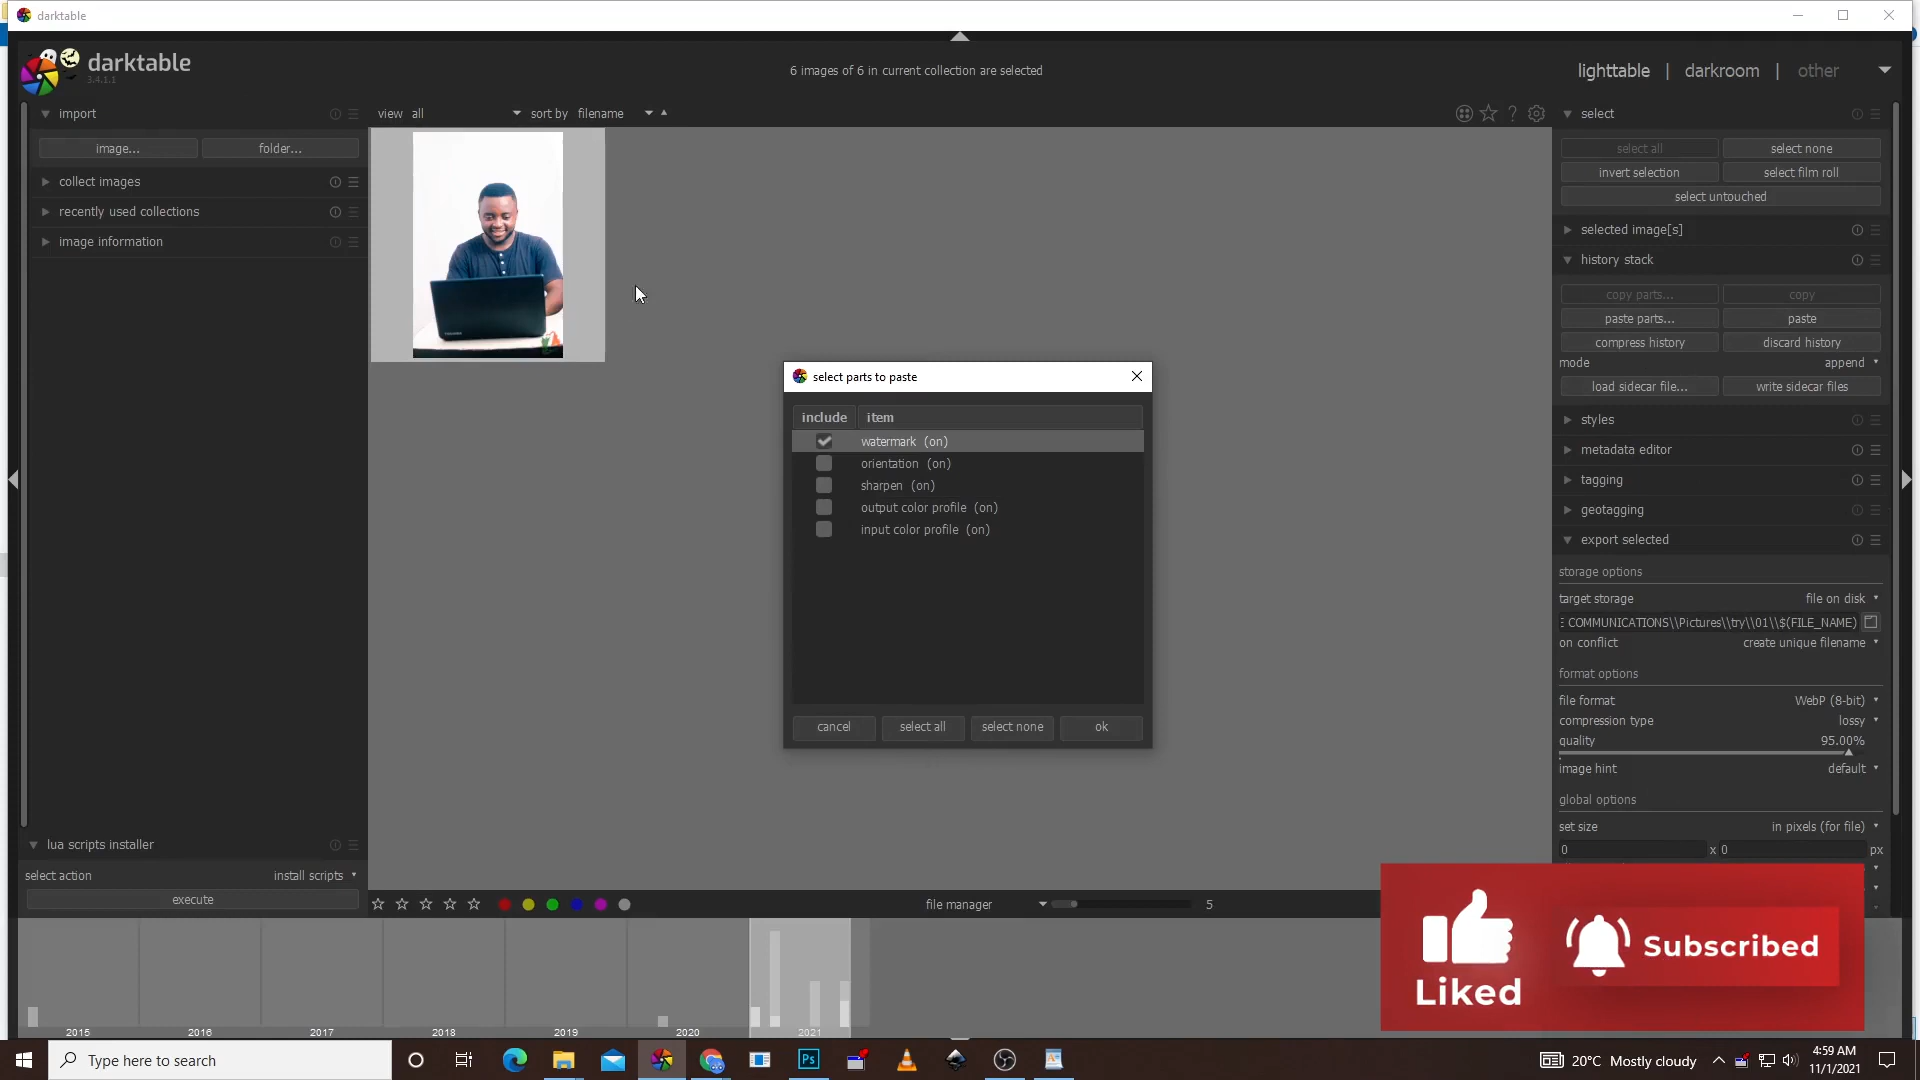 darktable
darktable
3.4.1.1
6 images of 6 in current collection are selected
lighttable | darkroom | other
import
image...
folder...
collect images
recently used collections
image information
view all
sort by filename
select
select all
select none
invert selection
select film roll
select untouched
selected image[s]
history stack
copy parts...
copy
paste parts...
paste
compress history
discard history
mode
append
load sidecar file...
write sidecar files
styles
metadata editor
tagging
geotagging
export selected
storage options
target storage
file on disk
COMMUNICATIONS\\Pictures\\try\\01\\$(FILE_NAME)
on conflict
create unique filename
format options
file format
WebP (8-bit)
compression type
lossy
quality
95.00%
image hint
default
global options
set size
in pixels (for file)
0
x 0
px
select parts to paste
include
item
watermark (on)
orientation (on)
sharpen (on)
output color profile (on)
input color profile (on)
cancel
select all
select none
ok
lua scripts installer
select action
install scripts
execute
file manager
5
Liked
Subscribed
2015
2016
2017
2018
2019
2020
2021
Type here to search
Ps
20°C Mostly cloudy
4:59 AM
11/1/2021